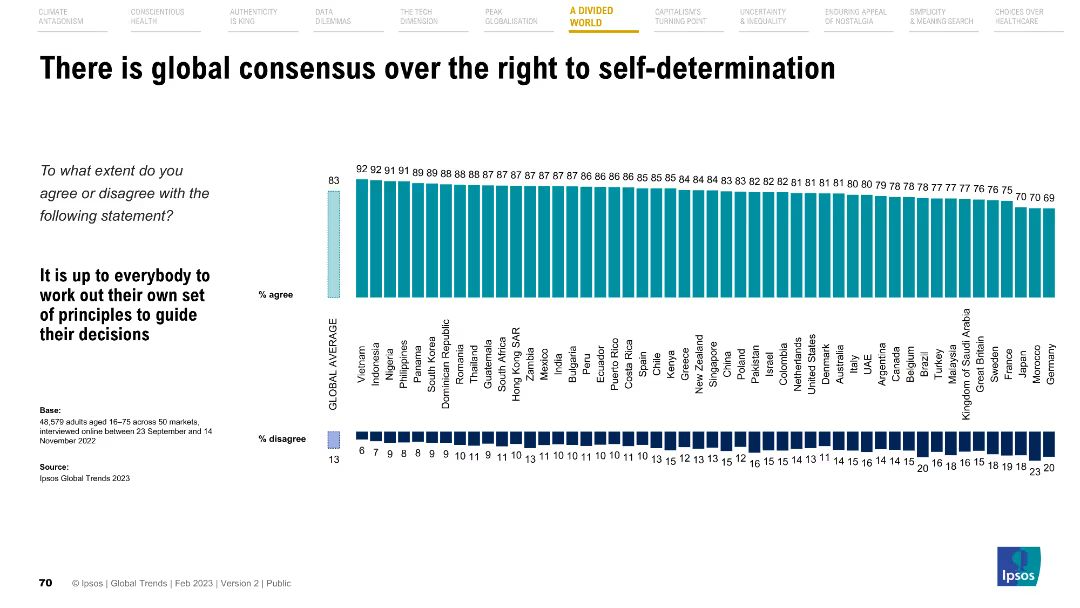 CLIMATE
ANTAGONISM
CONSCIENTIOUS
HEALTH
AUTHENTICITY
IS KING
DATA
DILEMMAS
THE TECH
DIMENSION
PEAK
GLOBALISATION
A DIVIDED
WORLD
CAPITALISM'S
TURNING POINT
UNCERTAINTY
& INEQUALITY
ENDURING APPEAL
OF NOSTALGIA
SIMPLICITY
& MEANING SEARCH
CHOICES OVER
HEALTHCARE
There is global consensus over the right to self-determination
To what extent do you
agree or disagree with the
following statement?
It is up to everybody to
work out their own set
of principles to guide
their decisions
Base:
48,579 adults aged 16–75 across 50 markets,
interviewed online between 23 September and 14
November 2022
Source:
Ipsos Global Trends 2023
83 92 92 91 91 89 89 88 88 88 87 87 87 87 87 87 87 86 86 86 86 85 85 85 84 84 84 83 83 82 82 82 81 81 81 81 80 80 79 78 78 78 77 77 77 76 76 75 70 70 69
% agree
GLOBAL AVERAGE
Vietnam
Indonesia
Nigeria
Philippines
Panama
South Korea
Dominican Republic
Romania
Thailand
Guatemala
South Africa
Hong Kong SAR
Zambia
Mexico
India
Bulgaria
Peru
Ecuador
Puerto Rico
Costa Rica
Spain
Chile
Kenya
Greece
New Zealand
Singapore
China
Poland
Pakistan
Israel
Colombia
Netherlands
United States
Denmark
Australia
Italy
UAE
Argentina
Canada
Belgium
Brazil
Turkey
Malaysia
Kingdom of Saudi Arabia
Great Britain
Sweden
France
Japan
Morocco
Germany
% disagree
13 6 7 9 8 8 9 9 10 11 9 11 10 13 11 10 10 11 10 10 11 10 13 15 12 13 13 15 12 16 15 15 14 13 11 14 15 16 14 14 15 20 16 18 16 15 18 19 18 23 20
70
© Ipsos | Global Trends | Feb 2023 | Version 2 | Public
Ipsos